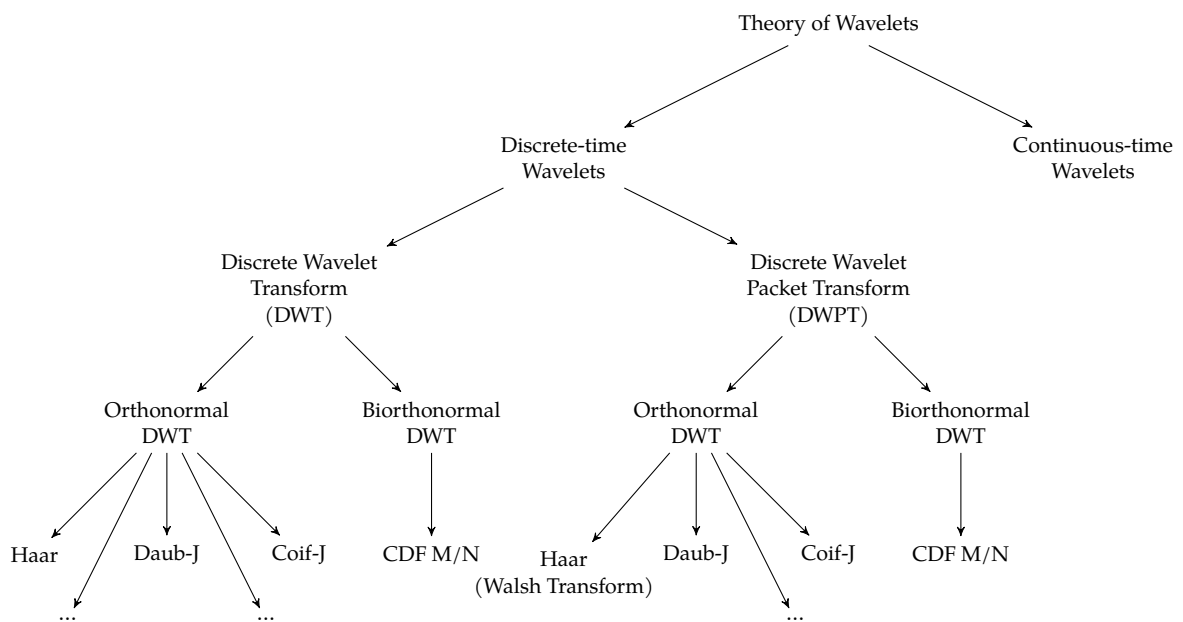 Theory of Wavelets
Discrete-time
Wavelets
Continuous-time
Wavelets
Discrete Wavelet
Transform
(DWT)
Discrete Wavelet
Packet Transform
(DWPT)
Orthonormal
DWT
Biorthonormal
DWT
Orthonormal
DWT
Biorthonormal
DWT
Haar
Daub-J
Coif-J
CDF M/N
Haar
(Walsh Transform)
Daub-J
Coif-J
CDF M/N
...
...
...